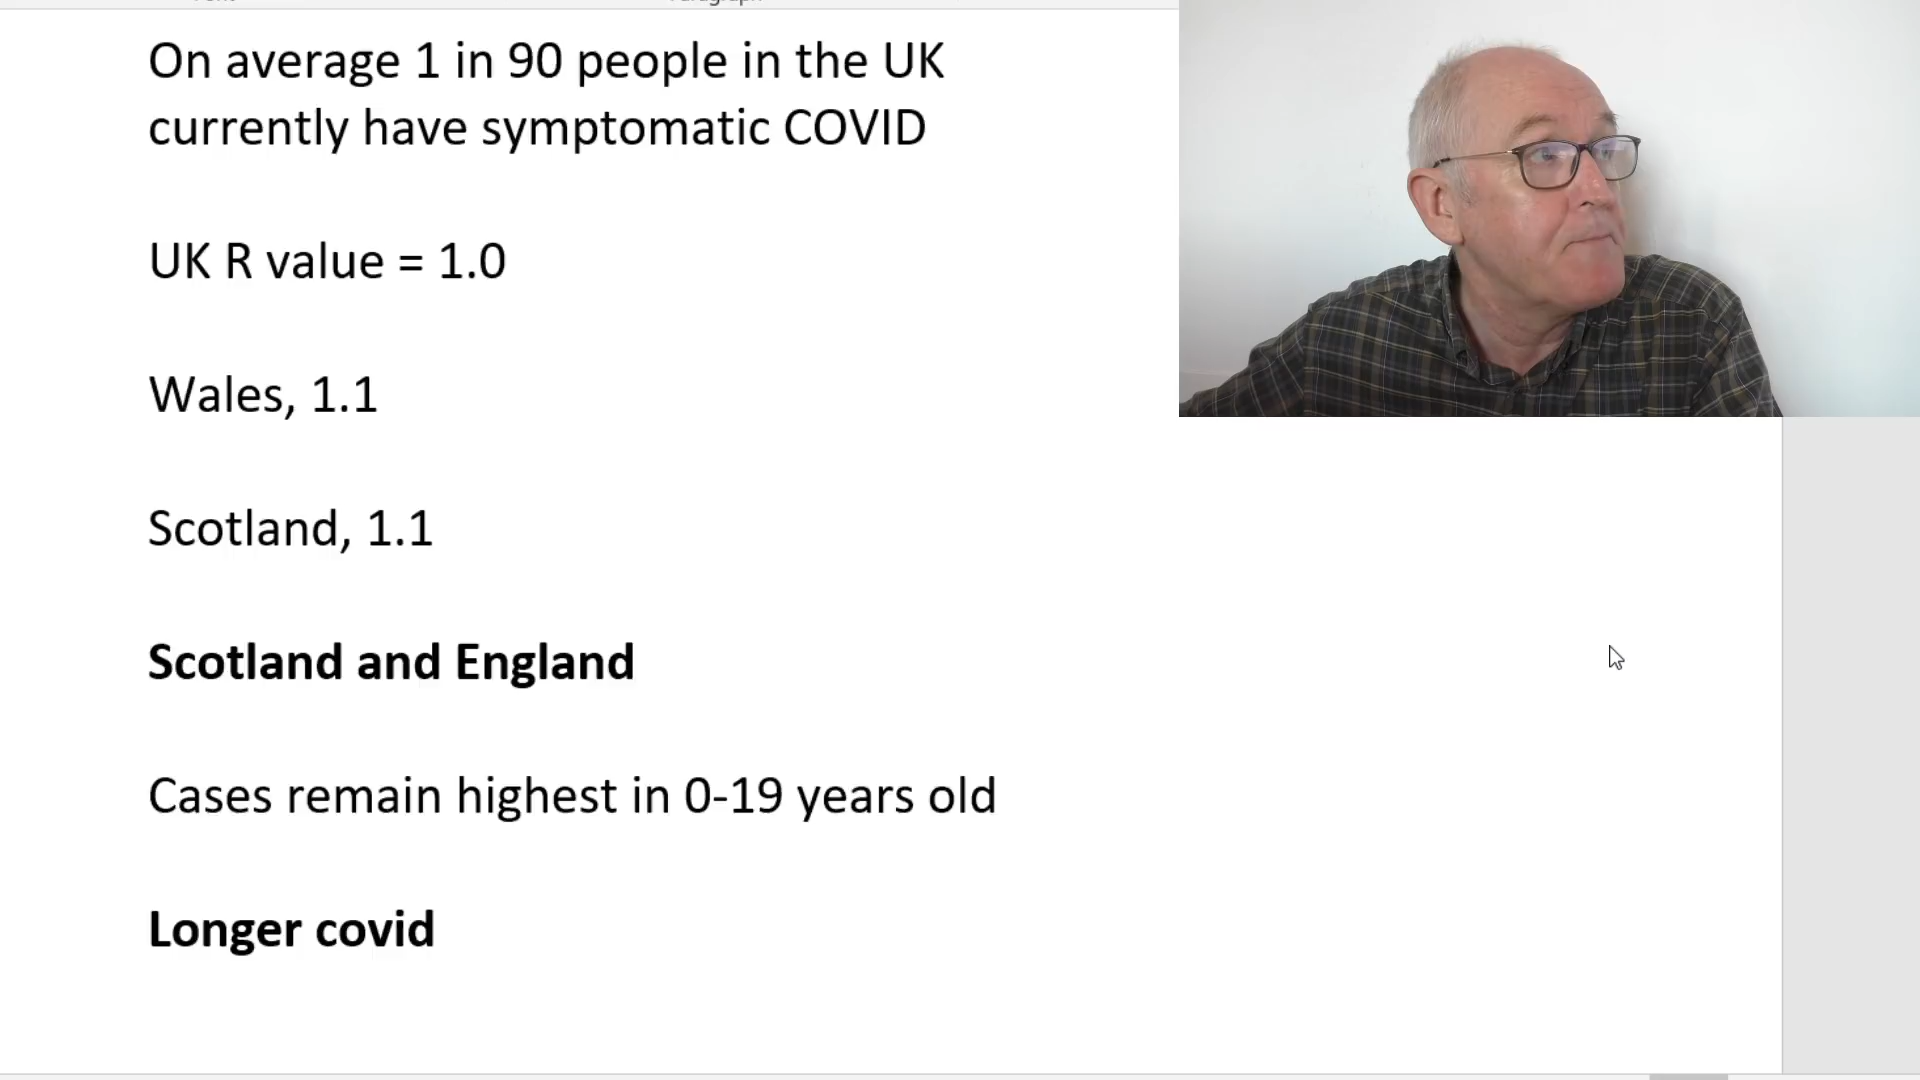 On average 1 in 90 people in the UK
currently have symptomatic COVID
UK R value = 1.0
Wales, 1.1
Scotland, 1.1
Scotland and England
Cases remain highest in 0-19 years old
Longer covid